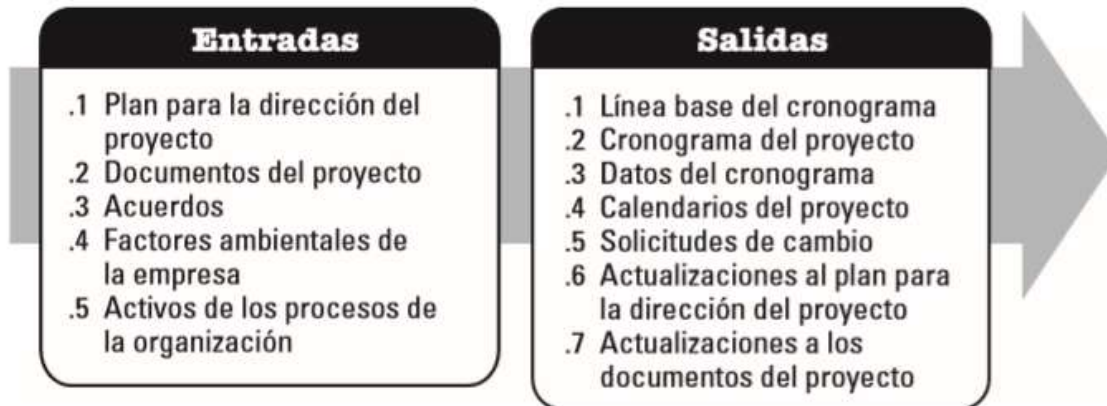 Entradas
.1 Plan para la dirección del
proyecto
.2 Documentos del proyecto
.3 Acuerdos
.4 Factores ambientales de
la empresa
.5 Activos de los procesos de
la organización
Salidas
.1 Línea base del cronograma
.2 Cronograma del proyecto
.3 Datos del cronograma
.4 Calendarios del proyecto
.5 Solicitudes de cambio
.6 Actualizaciones al plan para
la dirección del proyecto
.7 Actualizaciones a los
documentos del proyecto